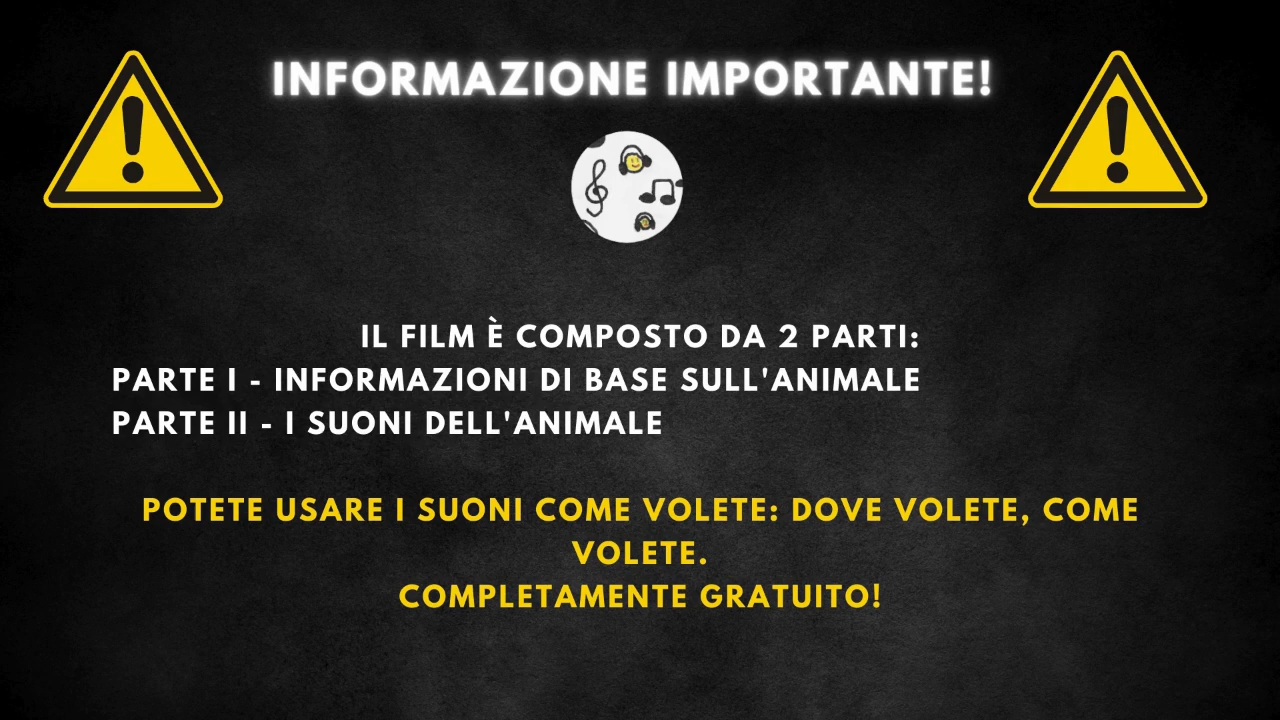 INFORMAZIONE IMPORTANTE!
IL FILM È COMPOSTO DA 2 PARTI:
PARTE I - INFORMAZIONI DI BASE SULL'ANIMALE
PARTE II - I SUONI DELL'ANIMALE
POTETE USARE I SUONI COME VOLETE: DOVE VOLETE, COME
VOLETE.
COMPLETAMENTE GRATUITO!